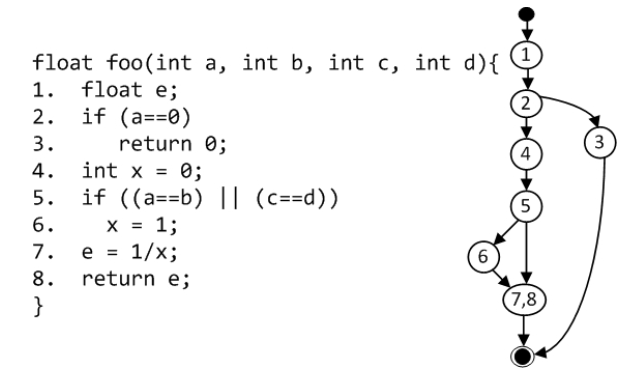 float foo(int a, int b, int c, int d){
1. float e;
2. if (a==0)
3. return 0;
4. int x = 0;
5. if ((a==b) || (c==d))
6. x = 1;
7. e = 1/x;
8. return e;
}
1
2
3
4
5
6
7,8